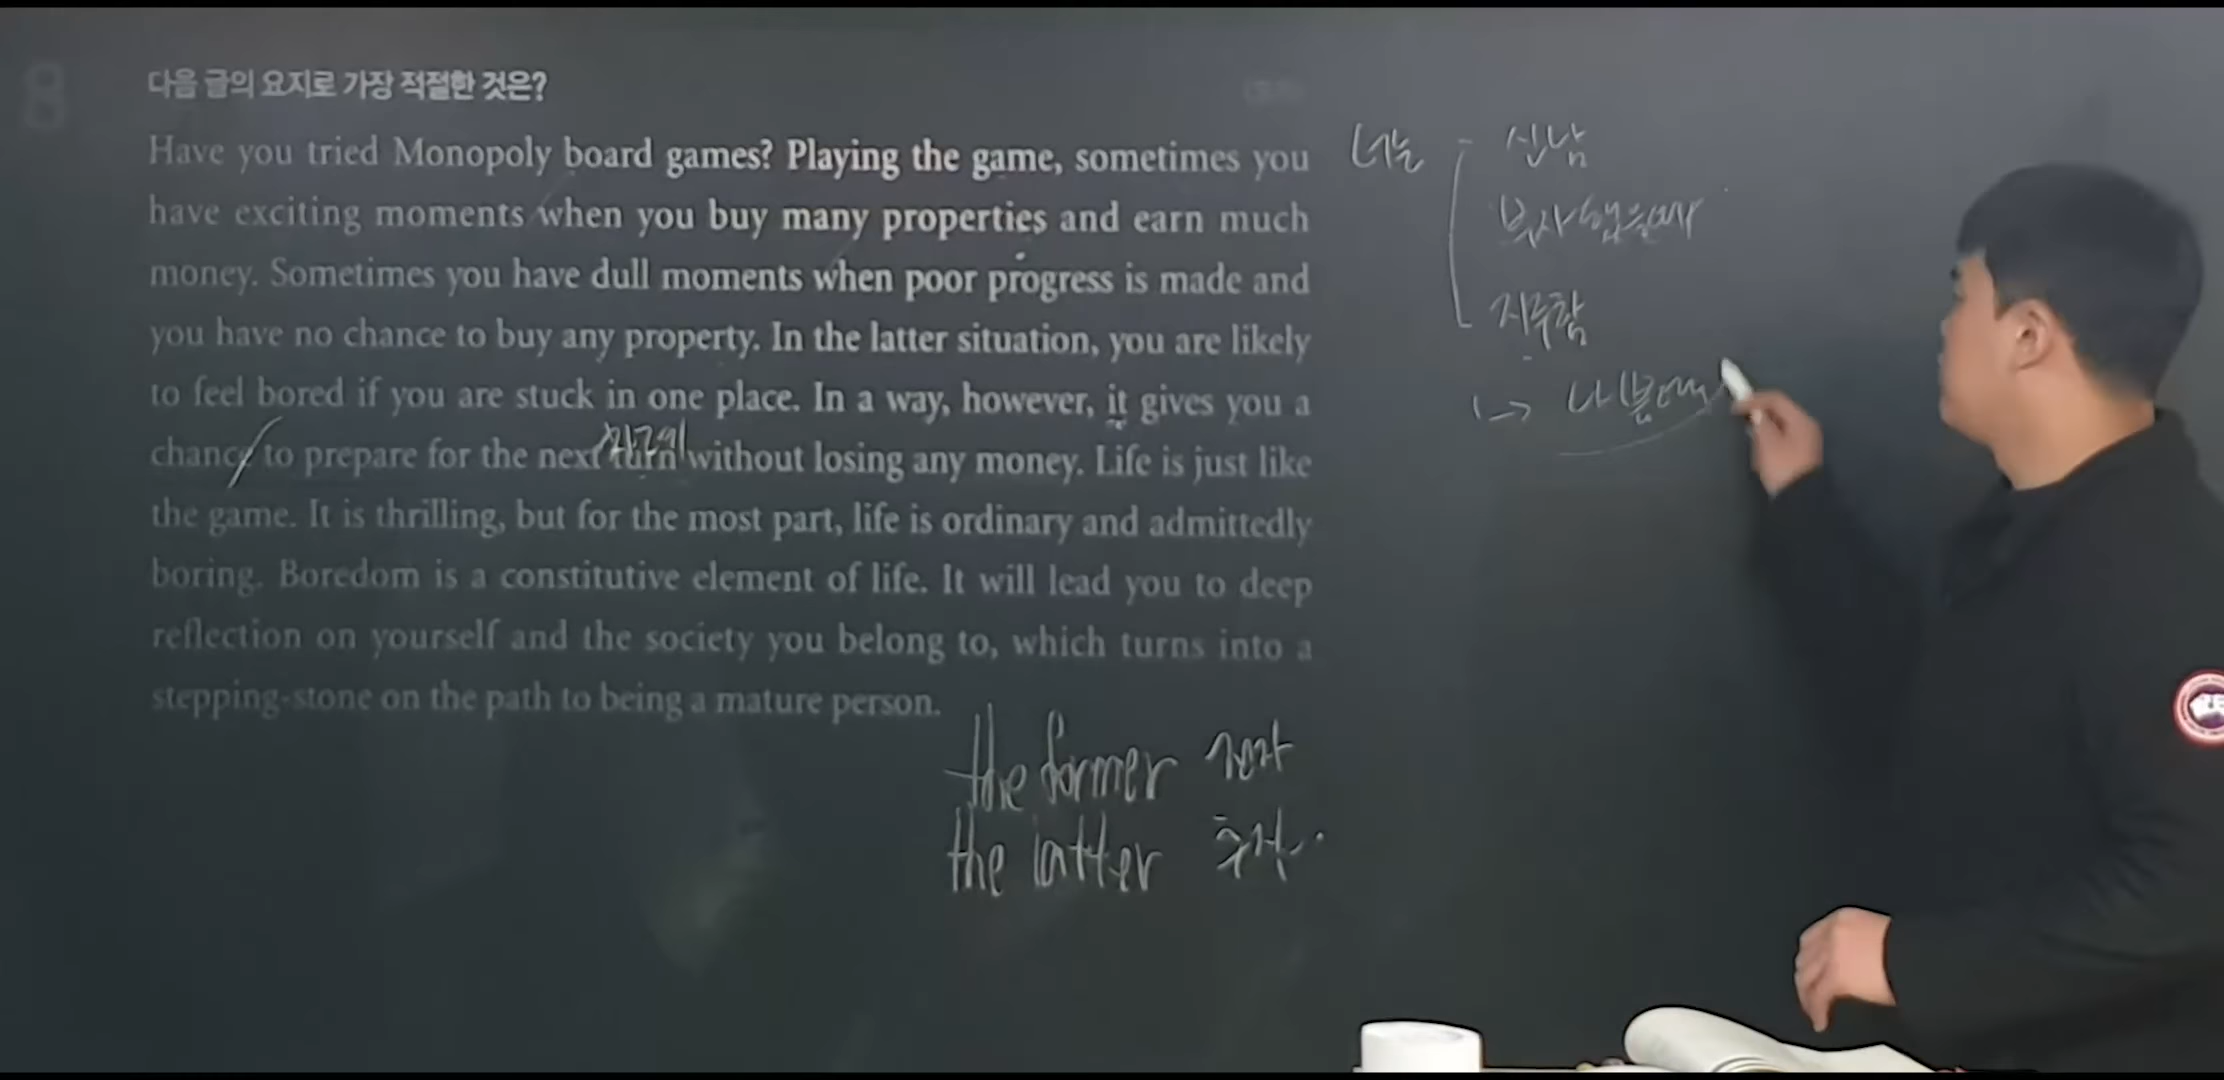 8
다음 글의 요지로 가장 적절한 것은?
Have you tried Monopoly board games? Playing the game, sometimes you
have exciting moments when you buy many properties and earn much
money. Sometimes you have dull moments when poor progress is made and
you have no chance to buy any property. In the latter situation, you are likely
to feel bored if you are stuck in one place. In a way, however, it gives you a
chance to prepare for the next turn without losing any money. Life is just like
the game. It is thrilling, but for the most part, life is ordinary and admittedly
boring. Boredom is a constitutive element of life. It will lead you to deep
reflection on yourself and the society you belong to, which turns into a
stepping-stone on the path to being a mature person.
너는
신남
지루함
the former 전자
the latter 후자